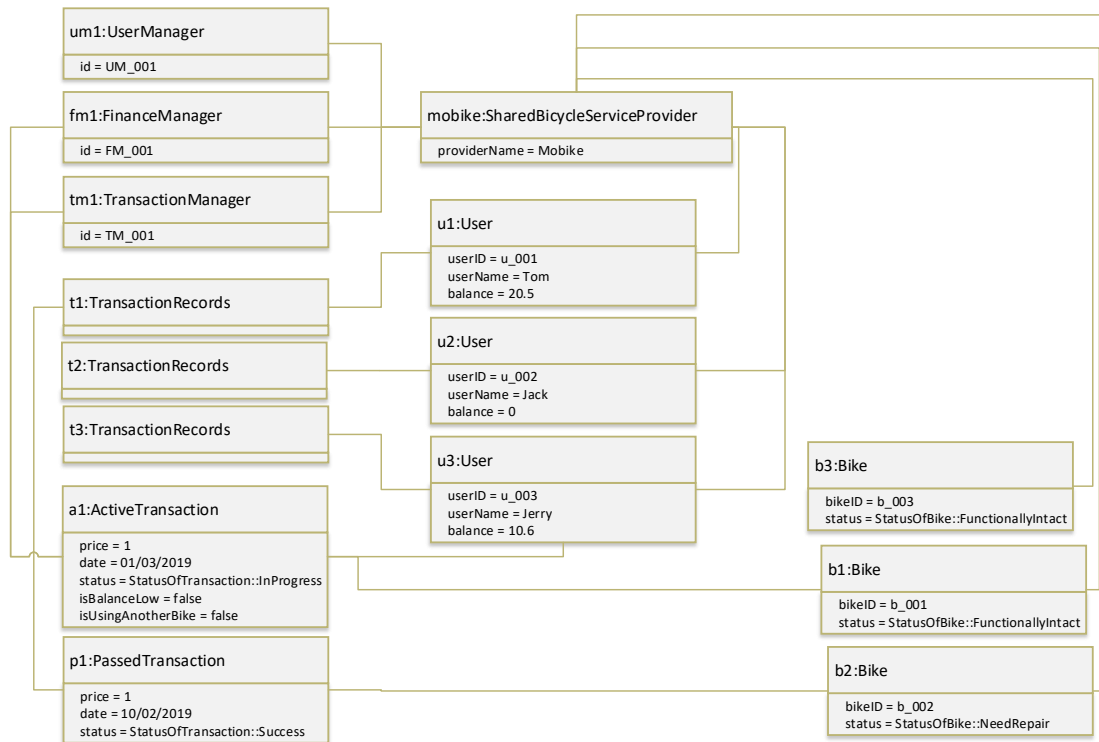 um1:UserManager
id = UM_001
fm1:FinanceManager
id = FM_001
tm1:TransactionManager
id = TM_001
mobike:SharedBicycleServiceProvider
providerName = Mobike
u1:User
userID = u_001
userName = Tom
balance = 20.5
t1:TransactionRecords
u2:User
userID = u_002
userName = Jack
balance = 0
t2:TransactionRecords
t3:TransactionRecords
u3:User
userID = u_003
userName = Jerry
balance = 10.6
b3:Bike
bikeID = b_003
status = StatusOfBike::FunctionallyIntact
a1:ActiveTransaction
price = 1
date = 01/03/2019
status = StatusOfTransaction::InProgress
isBalanceLow = false
isUsingAnotherBike = false
b1:Bike
bikeID = b_001
status = StatusOfBike::FunctionallyIntact
p1:PassedTransaction
price = 1
date = 10/02/2019
status = StatusOfTransaction::Success
b2:Bike
bikeID = b_002
status = StatusOfBike::NeedRepair